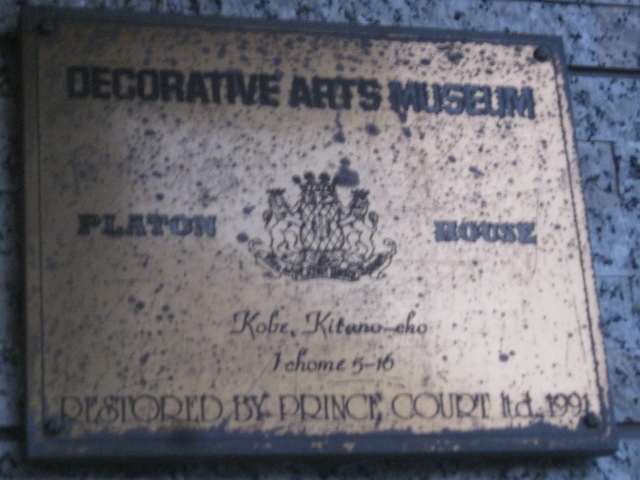 DECORATIVE ARTS MUSEUM
PLATON HOUSE
Kobe, Kitano-cho
1 chome 5-16
RESTORED BY PRINCE COURT ltd. 1991